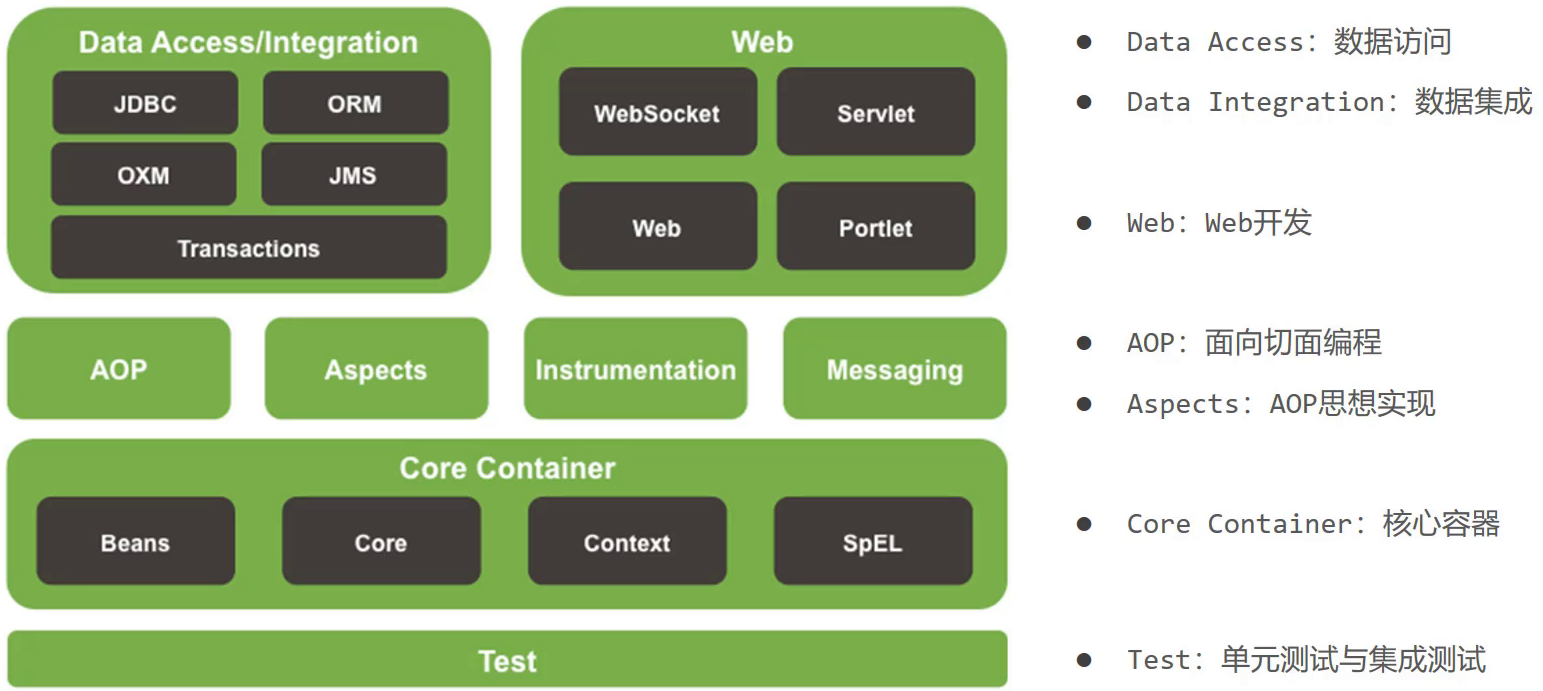 Data Access/Integration
JDBC
ORM
OXM
JMS
Transactions
Web
WebSocket
Servlet
Web
Portlet
AOP
Aspects
Instrumentation
Messaging
Core Container
Beans
Core
Context
SpEL
Test
● Data Access：数据访问
● Data Integration：数据集成
● Web：Web开发
● AOP：面向切面编程
● Aspects：AOP思想实现
● Core Container：核心容器
● Test：单元测试与集成测试